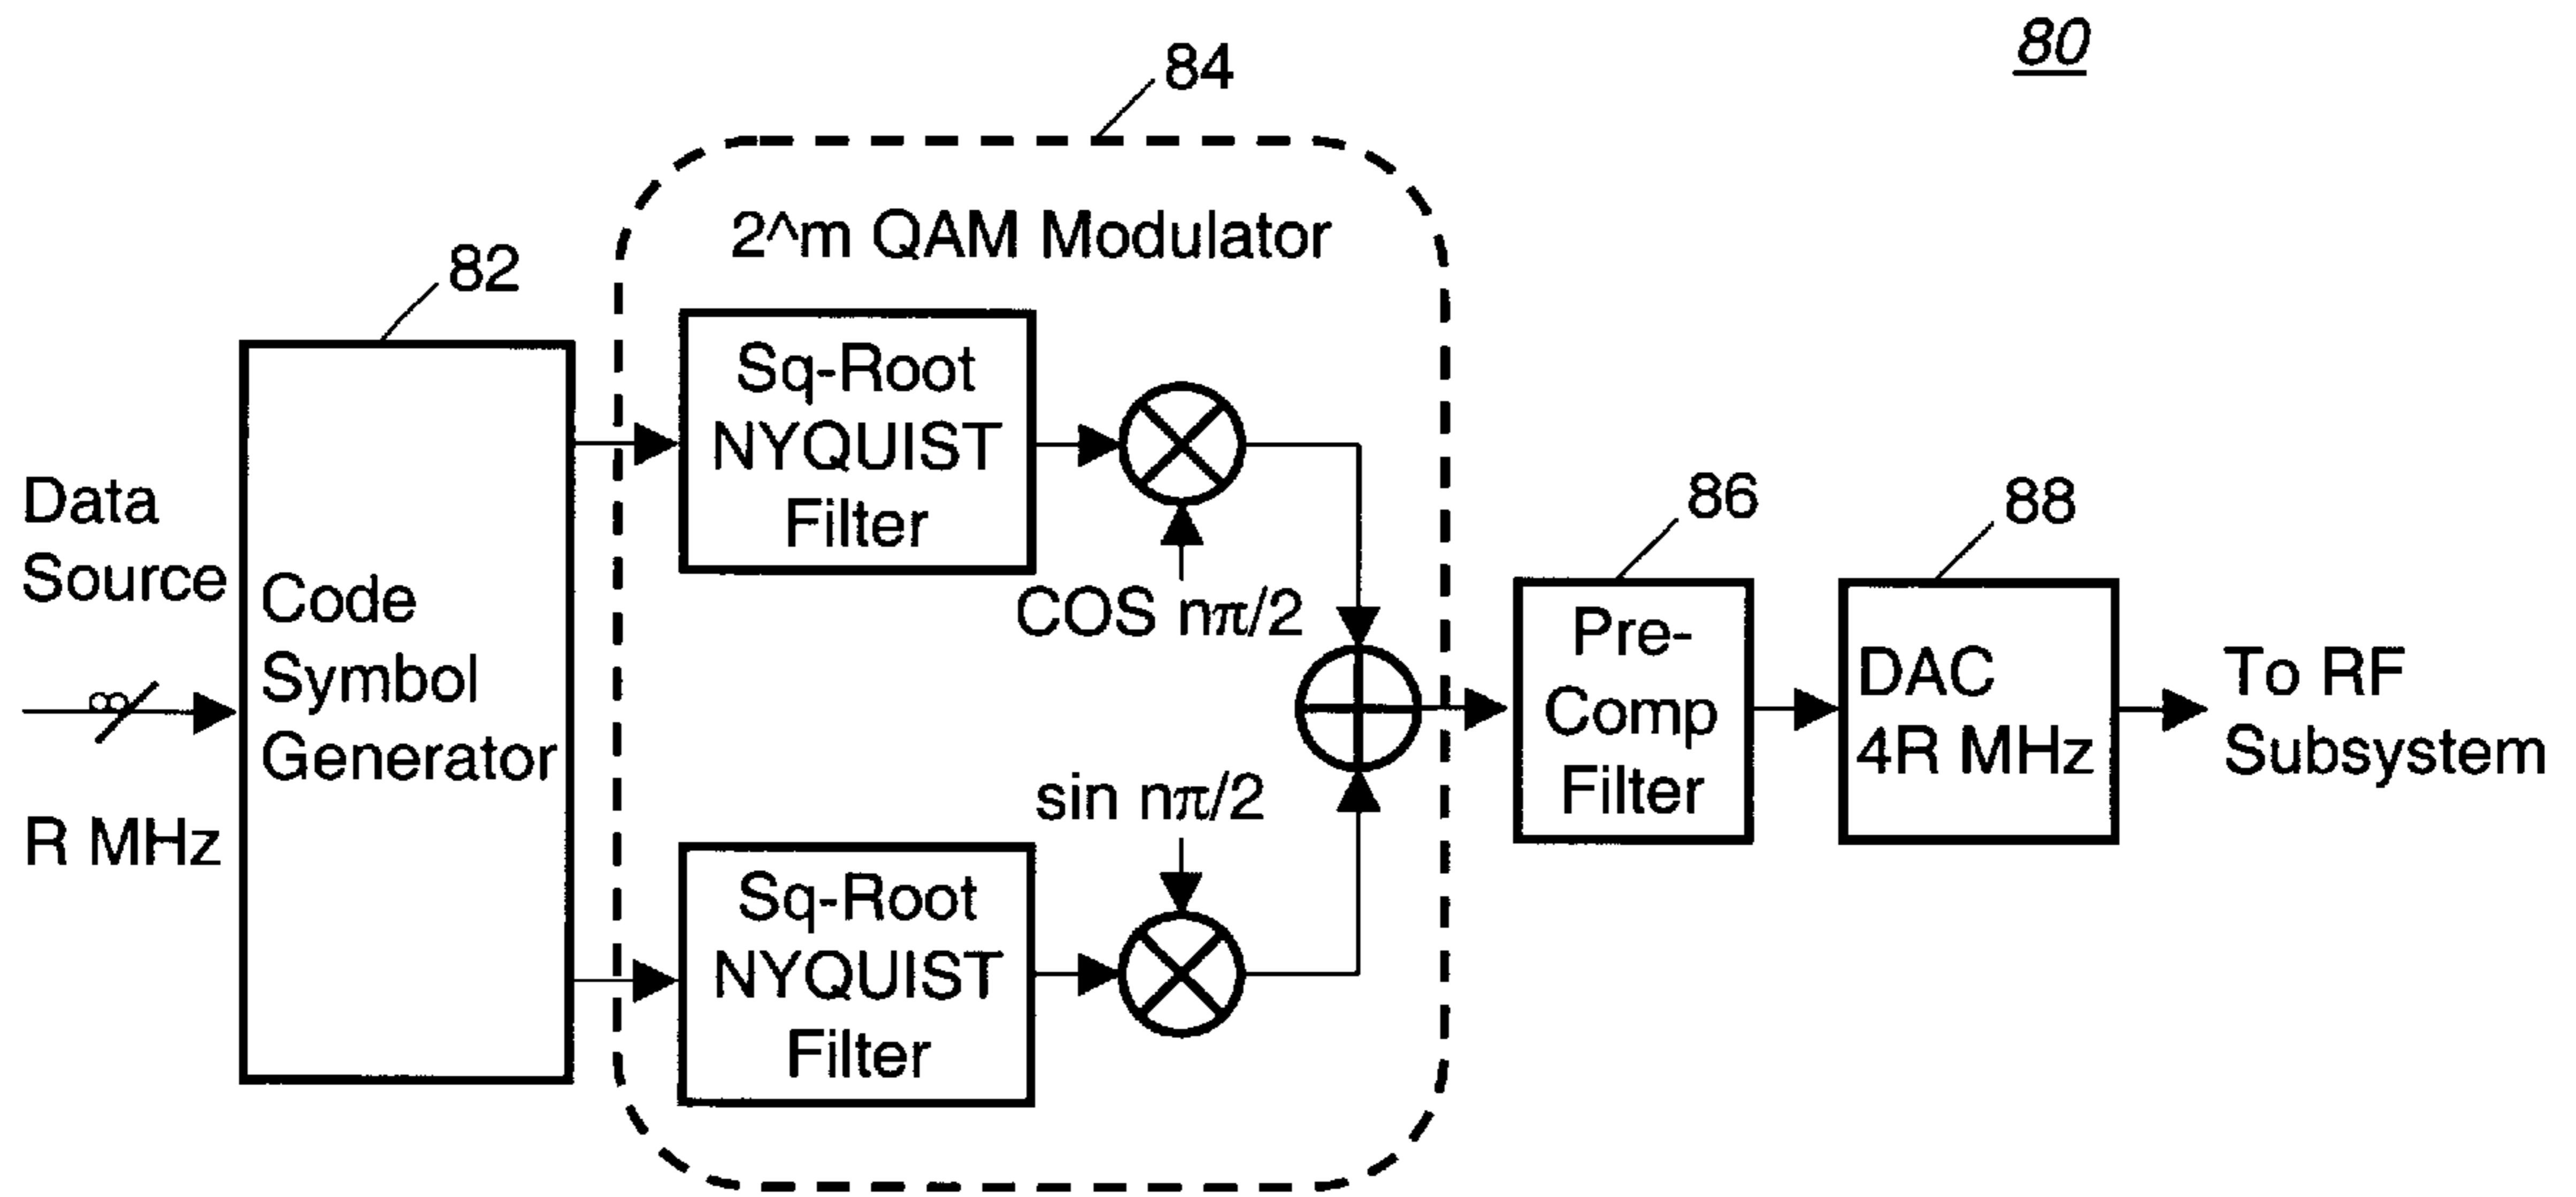 80
84
2^m QAM Modulator
82
Sq-Root
NYQUIST
Filter
COS nπ/2
Data
Source
R MHz
8
Code
Symbol
Generator
sin nπ/2
Sq-Root
NYQUIST
Filter
86
Pre-
Comp
Filter
88
DAC
4R MHz
To RF
Subsystem